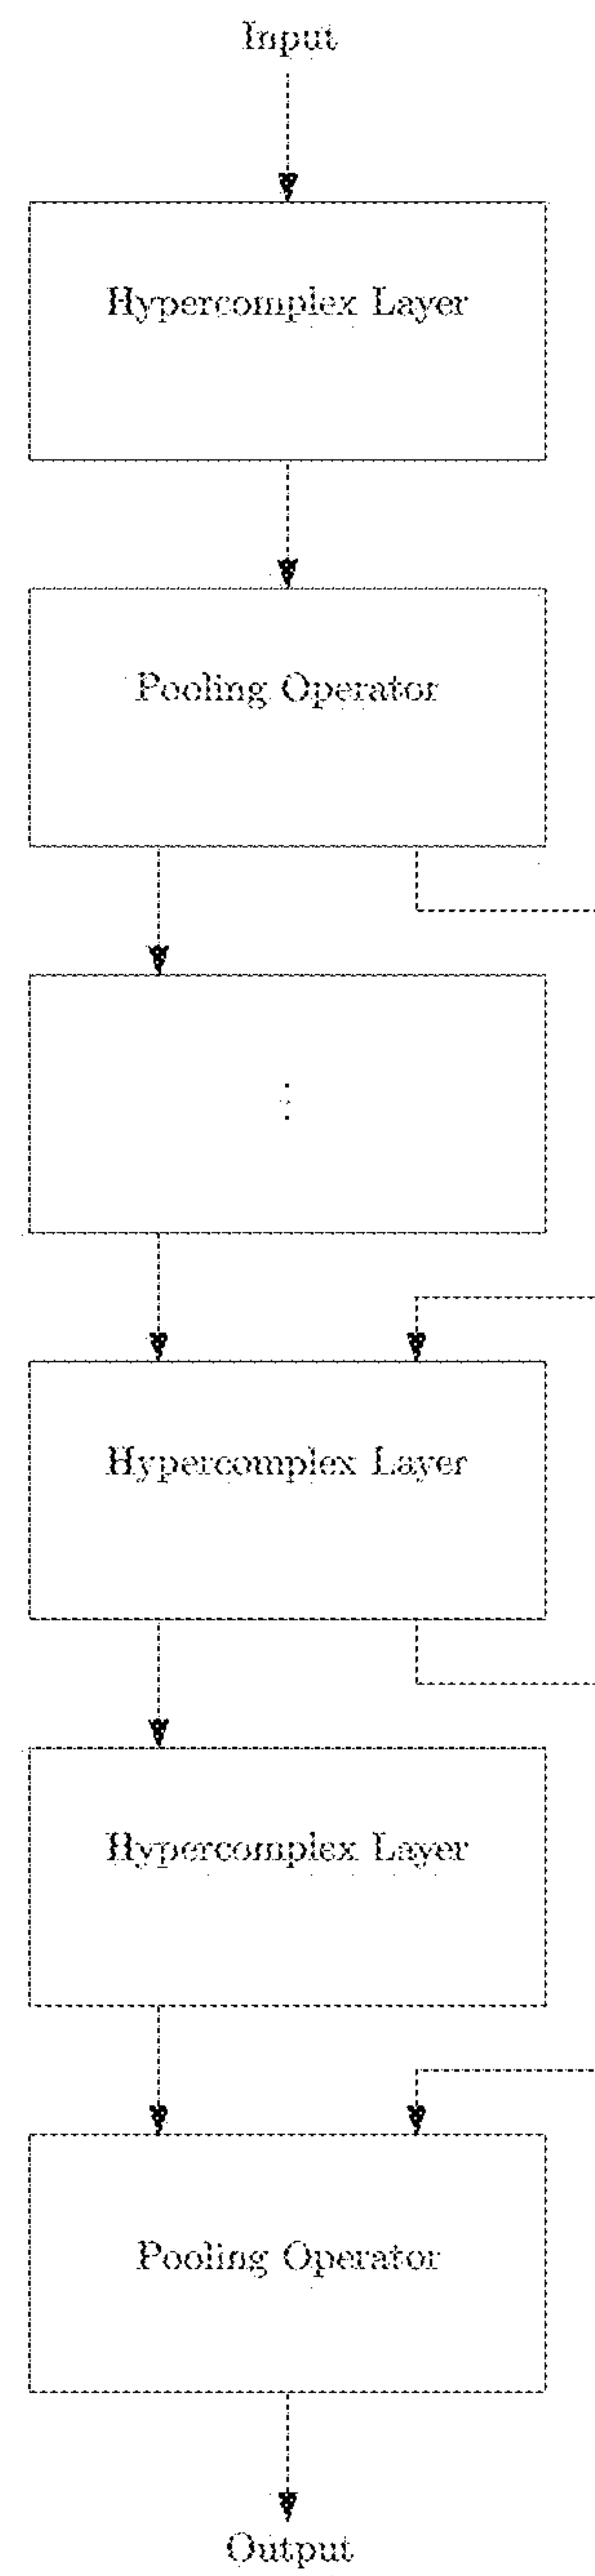 Input
Hypercomplex Layer
Pooling Operator
⋮
Hypercomplex Layer
Hypercomplex Layer
Pooling Operator
Output